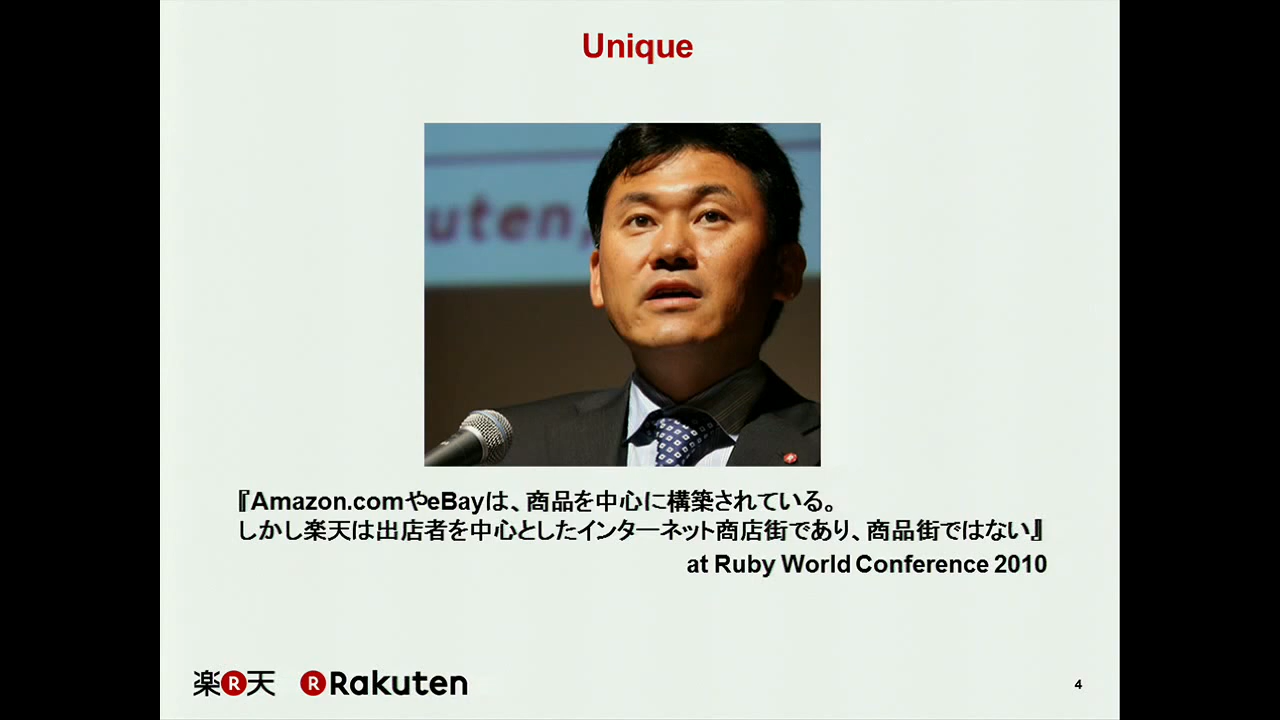 Unique
uten
『Amazon.comやeBayは、商品を中心に構築されている。
しかし楽天は出店者を中心としたインターネット商店街であり、商品街ではない』
at Ruby World Conference 2010
楽R天 R Rakuten
4